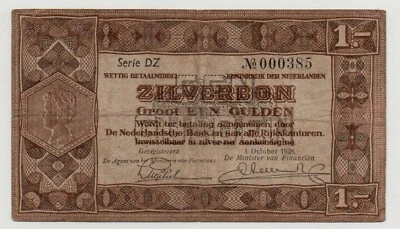 1.-
Serie DZ
№ 000385
WETTIG BETAALMIDDEL KONINKRIJK DER NEDERLANDEN
ZILVERBON
Groot EEN GULDEN
Wordt ter betaling aangenomen door
De Nederlandsche Bank en aan alle Rijkskantoren.
Inwisselbaar in zilver na aankondiging
Geregistreerd 1 October 1938
De Agent van het Ministerie van Financiën De Minister van Financiën
1.-